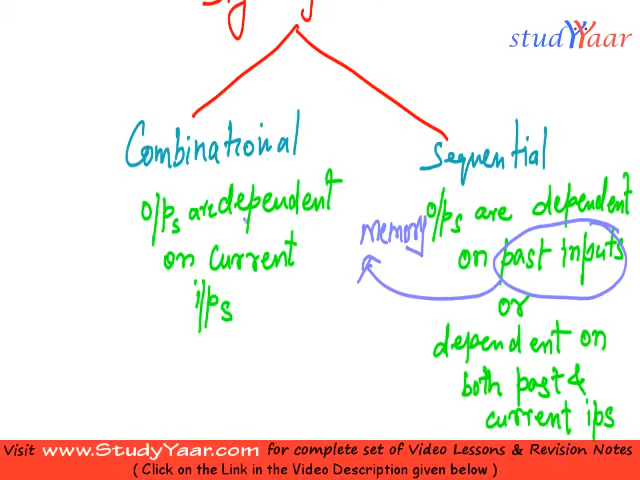 studYYaar
Combinational
o/ps are dependent
on current
i/ps
Sequential
o/ps are dependent
on past inputs
or
dependent on
both past &
current ips
memory
Visit www.StudyYaar.com for complete set of Video Lessons & Revision Notes
( Click on the Link in the Video Description given below )